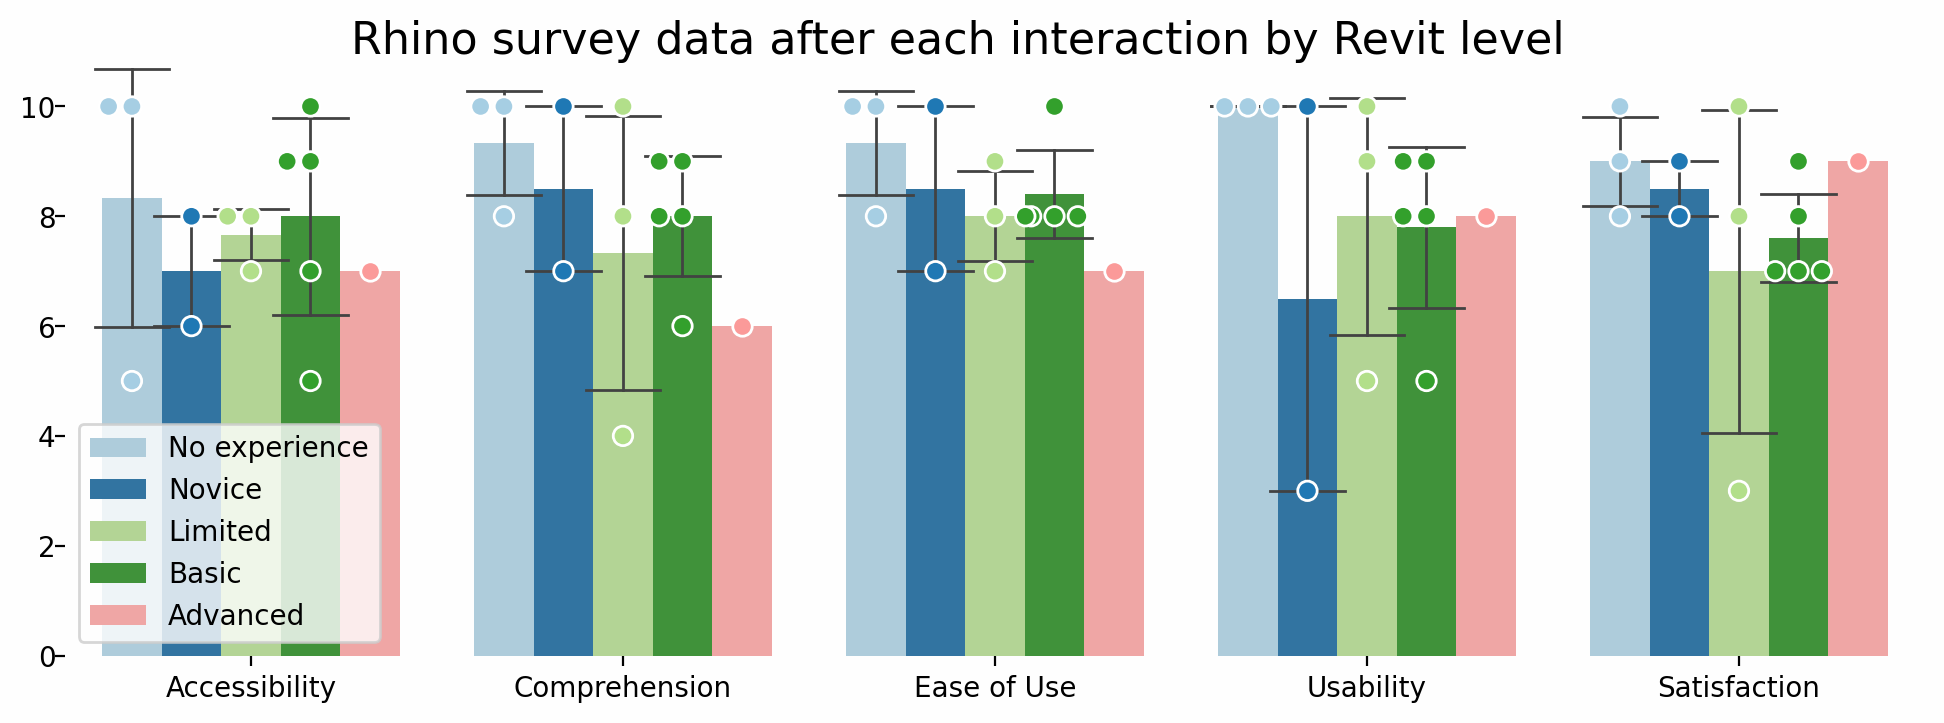 Rhino survey data after each interaction by Revit level
10
8
6
4
2
0
No experience
Novice
Limited
Basic
Advanced
Accessibility
Comprehension
Ease of Use
Usability
Satisfaction